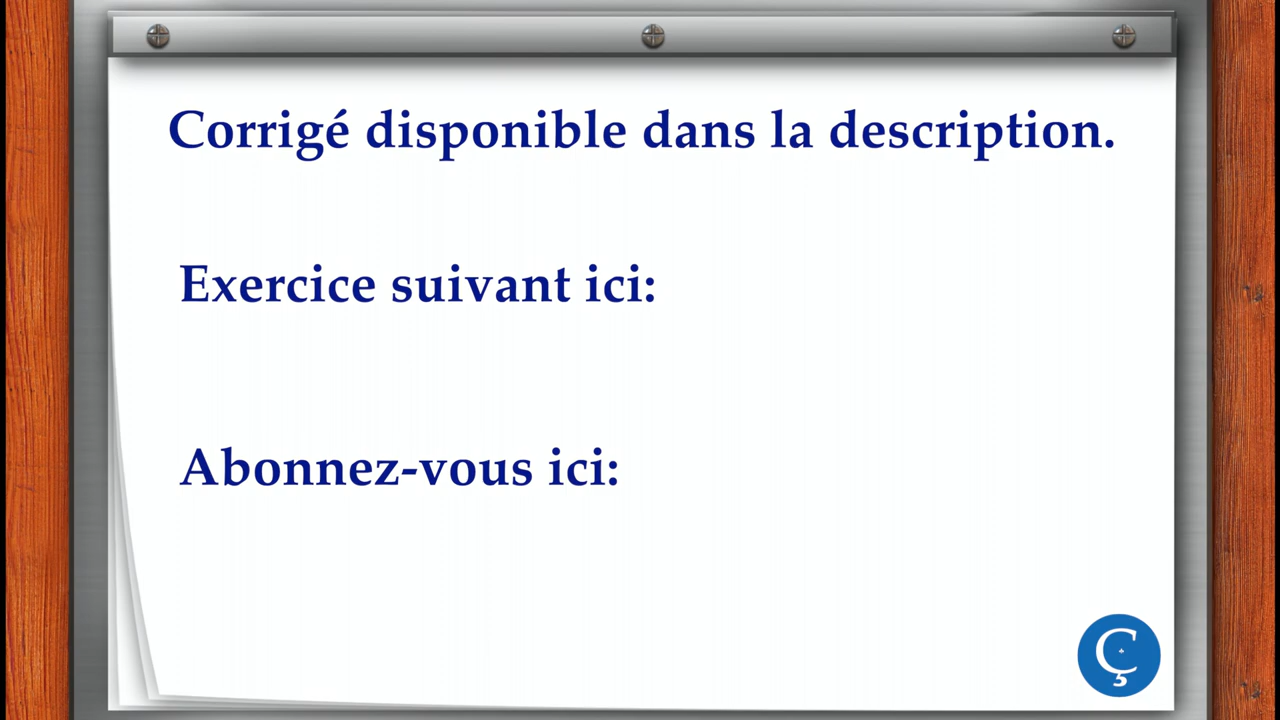 Corrigé disponible dans la description.
Exercice suivant ici:
Abonnez-vous ici:
Ç